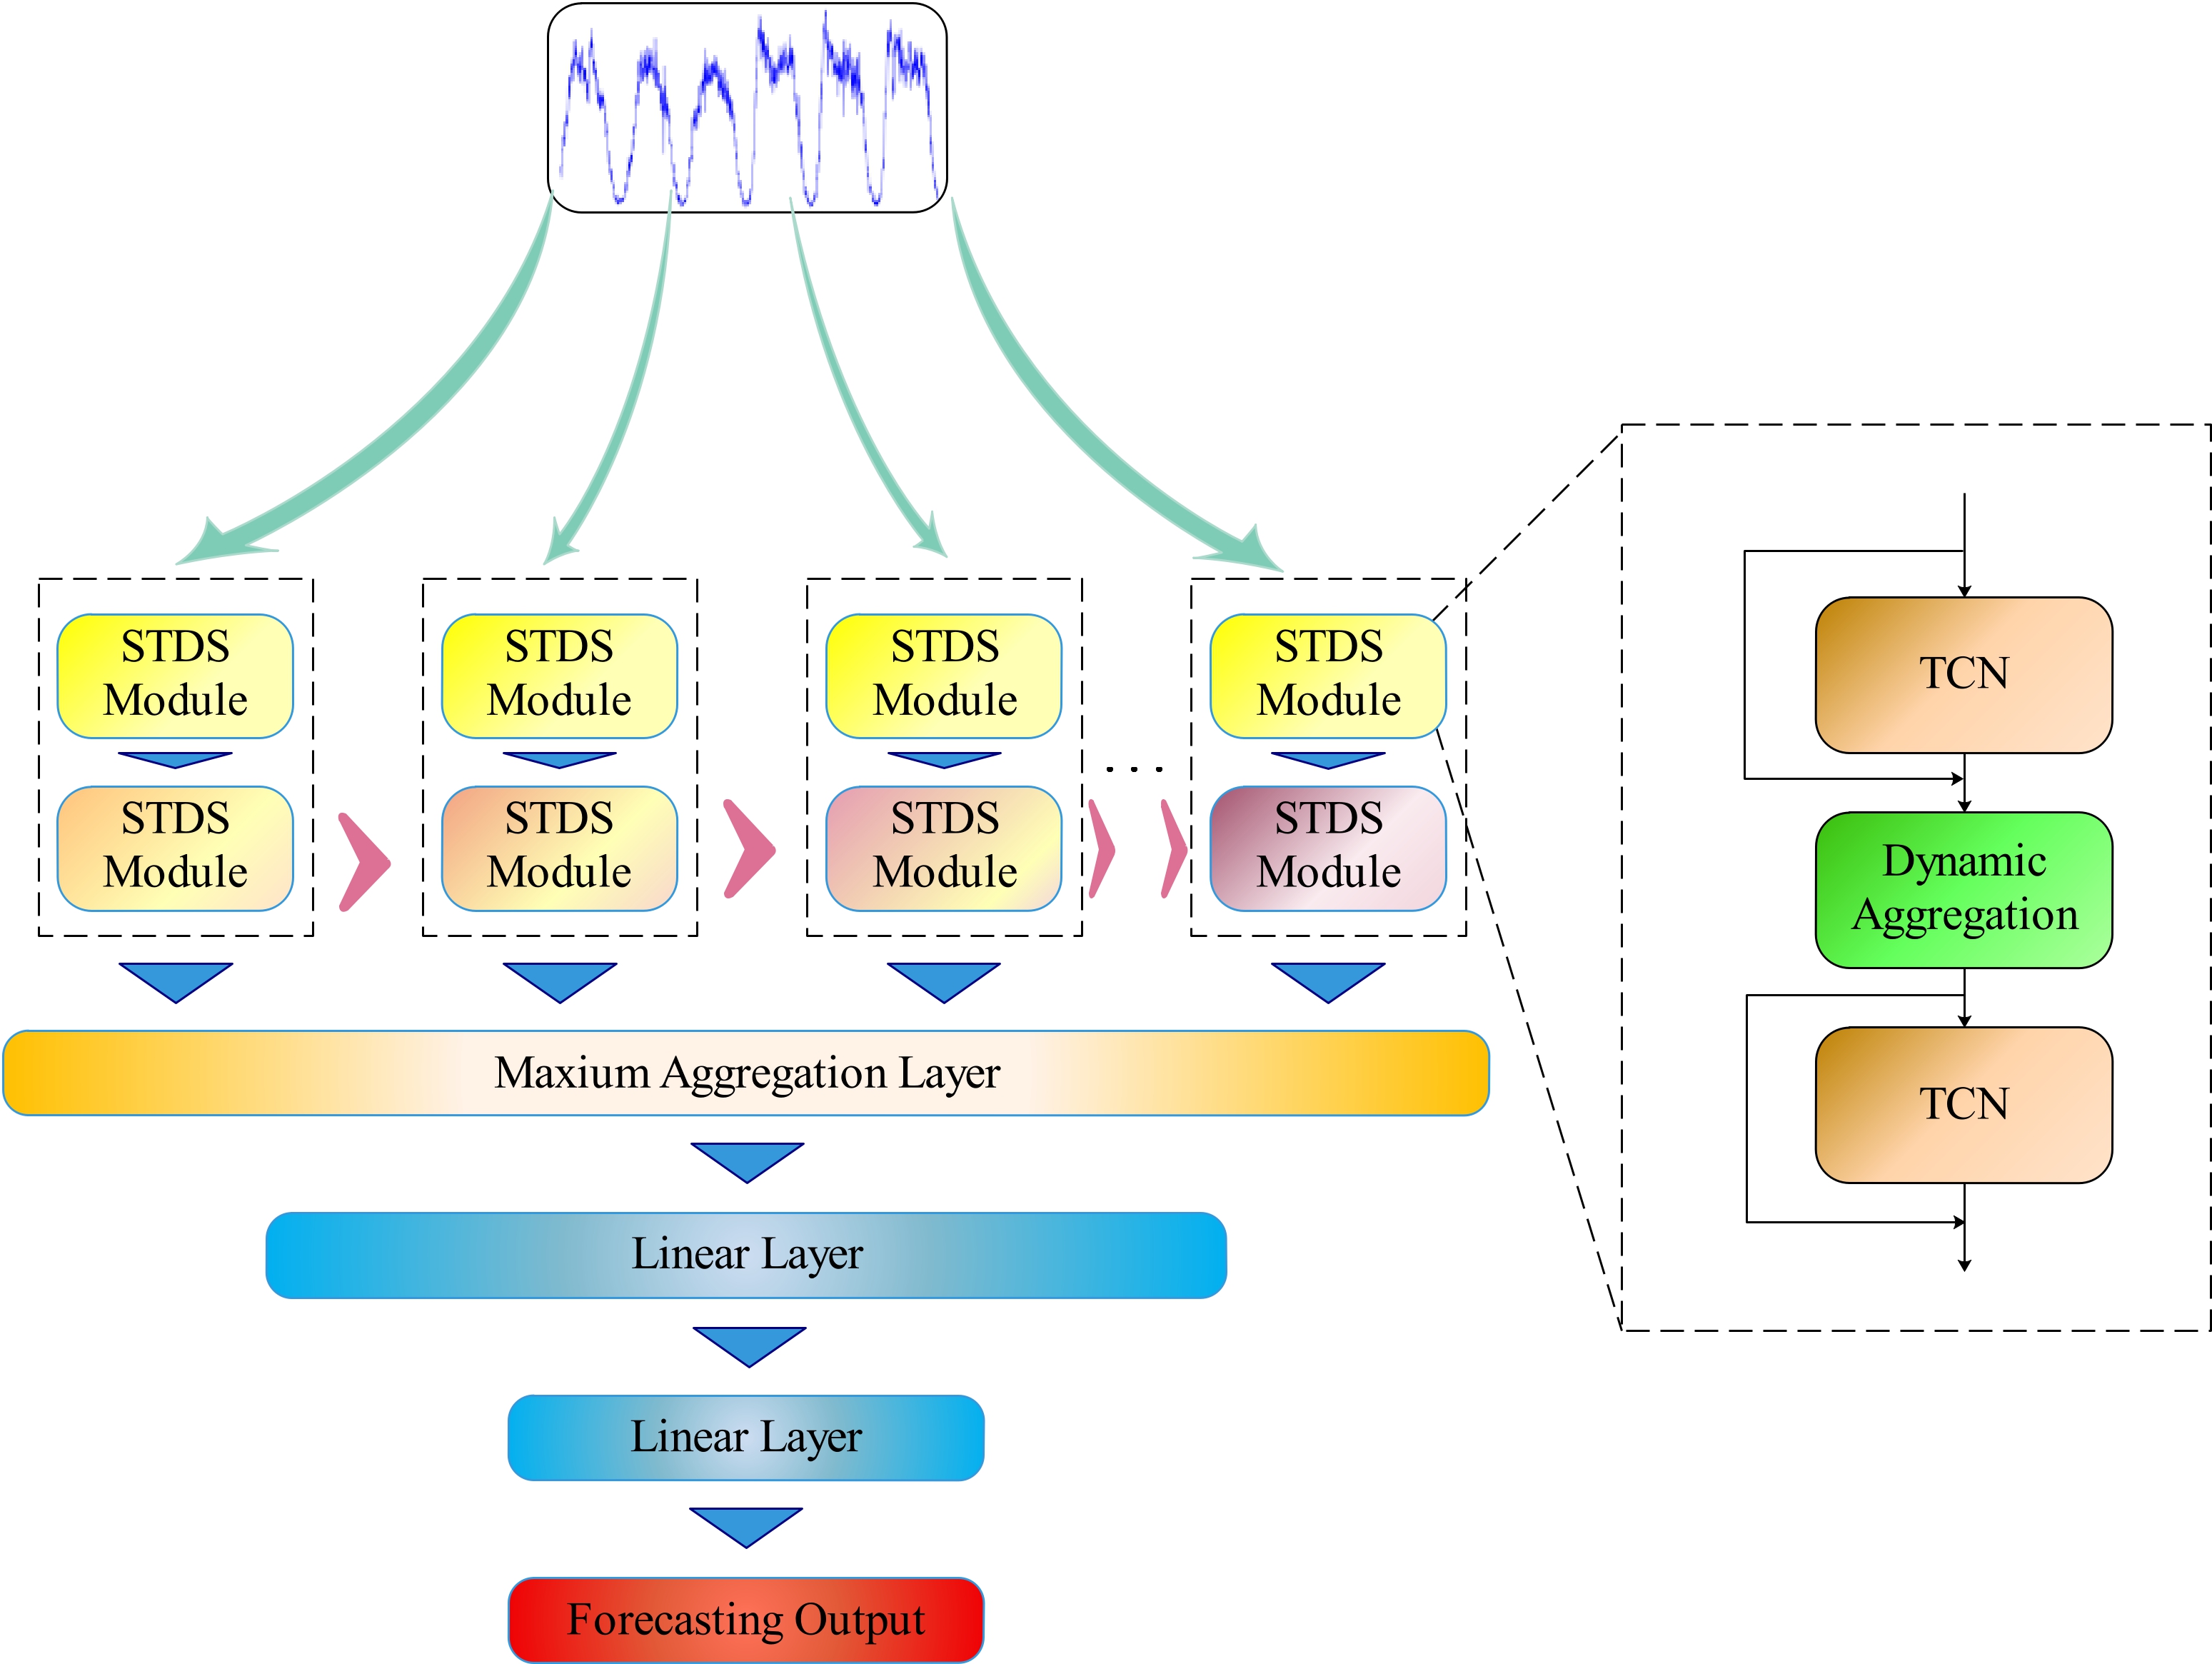 STDS
Module
STDS
Module
STDS
Module
STDS
Module
STDS
Module
STDS
Module
STDS
Module
. . .
STDS
Module
Maxium Aggregation Layer
Linear Layer
Linear Layer
Forecasting Output
TCN
Dynamic
Aggregation
TCN